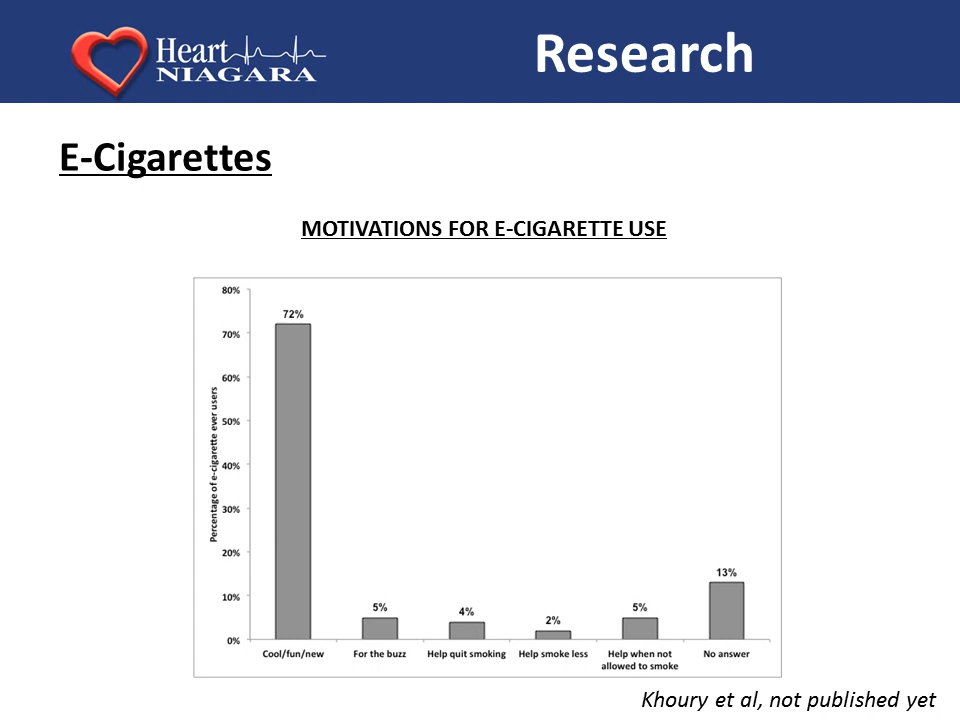 Heart
NIAGARA
Research
E-Cigarettes
MOTIVATIONS FOR E-CIGARETTE USE
Percentage of e-cigarette ever users
80%
70%
60%
50%
40%
30%
20%
10%
0%
72%
5%
4%
2%
5%
13%
Cool/fun/new
For the buzz
Help quit smoking
Help smoke less
Help when not
allowed to smoke
No answer
Khoury et al, not published yet